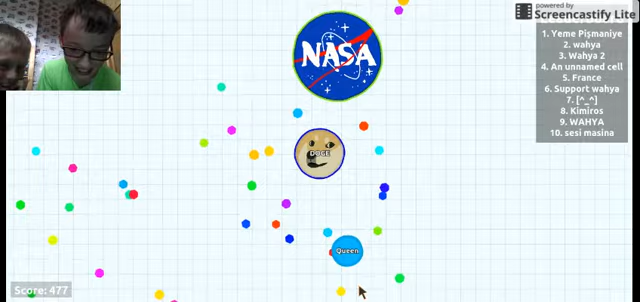 powered by
Screencastify Lite
1. Yeme Pişmaniye
2. wahya
3. Wahya 2
4. An unnamed cell
5. France
6. Support wahya
7. [^_^]
8. Kimiros
9. WAHYA
10. sesi masina
NASA
DOGE
Queen
Score: 477